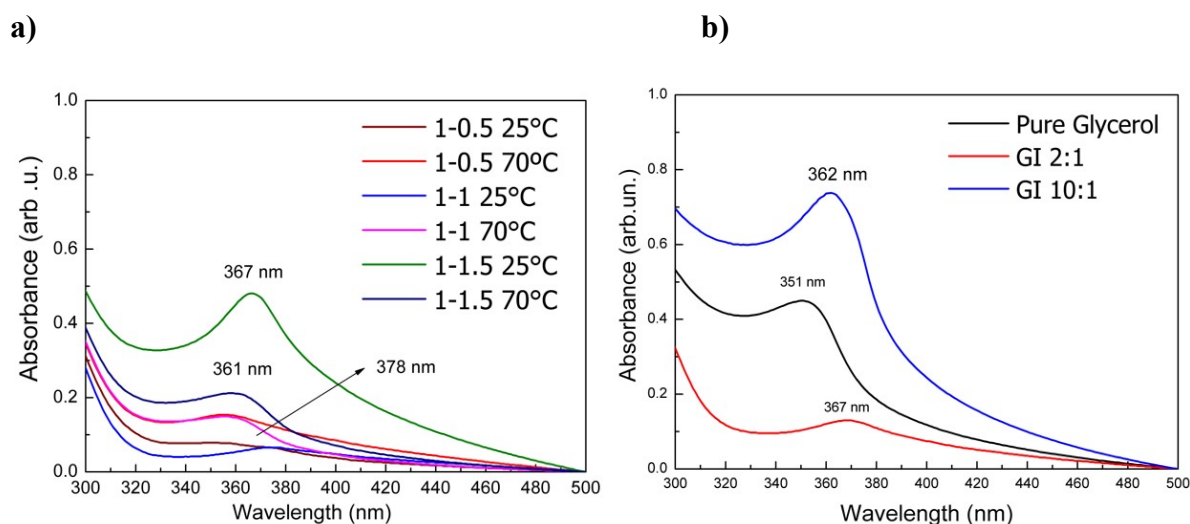 a)
1.0
0.8
0.6
0.4
0.2
0.0
300 320 340 360 380 400 420 440 460 480 500
Absorbance (arb .u.)
Wavelength (nm)
1-0.5 25°C
1-0.5 70ºC
1-1 25°C
1-1 70°C
1-1.5 25°C
1-1.5 70°C
367 nm
361 nm
378 nm
b)
1.0
0.8
0.6
0.4
0.2
0.0
300 320 340 360 380 400 420 440 460 480 500
Absorbance (arb.un.)
Wavelength (nm)
Pure Glycerol
GI 2:1
GI 10:1
362 nm
351 nm
367 nm